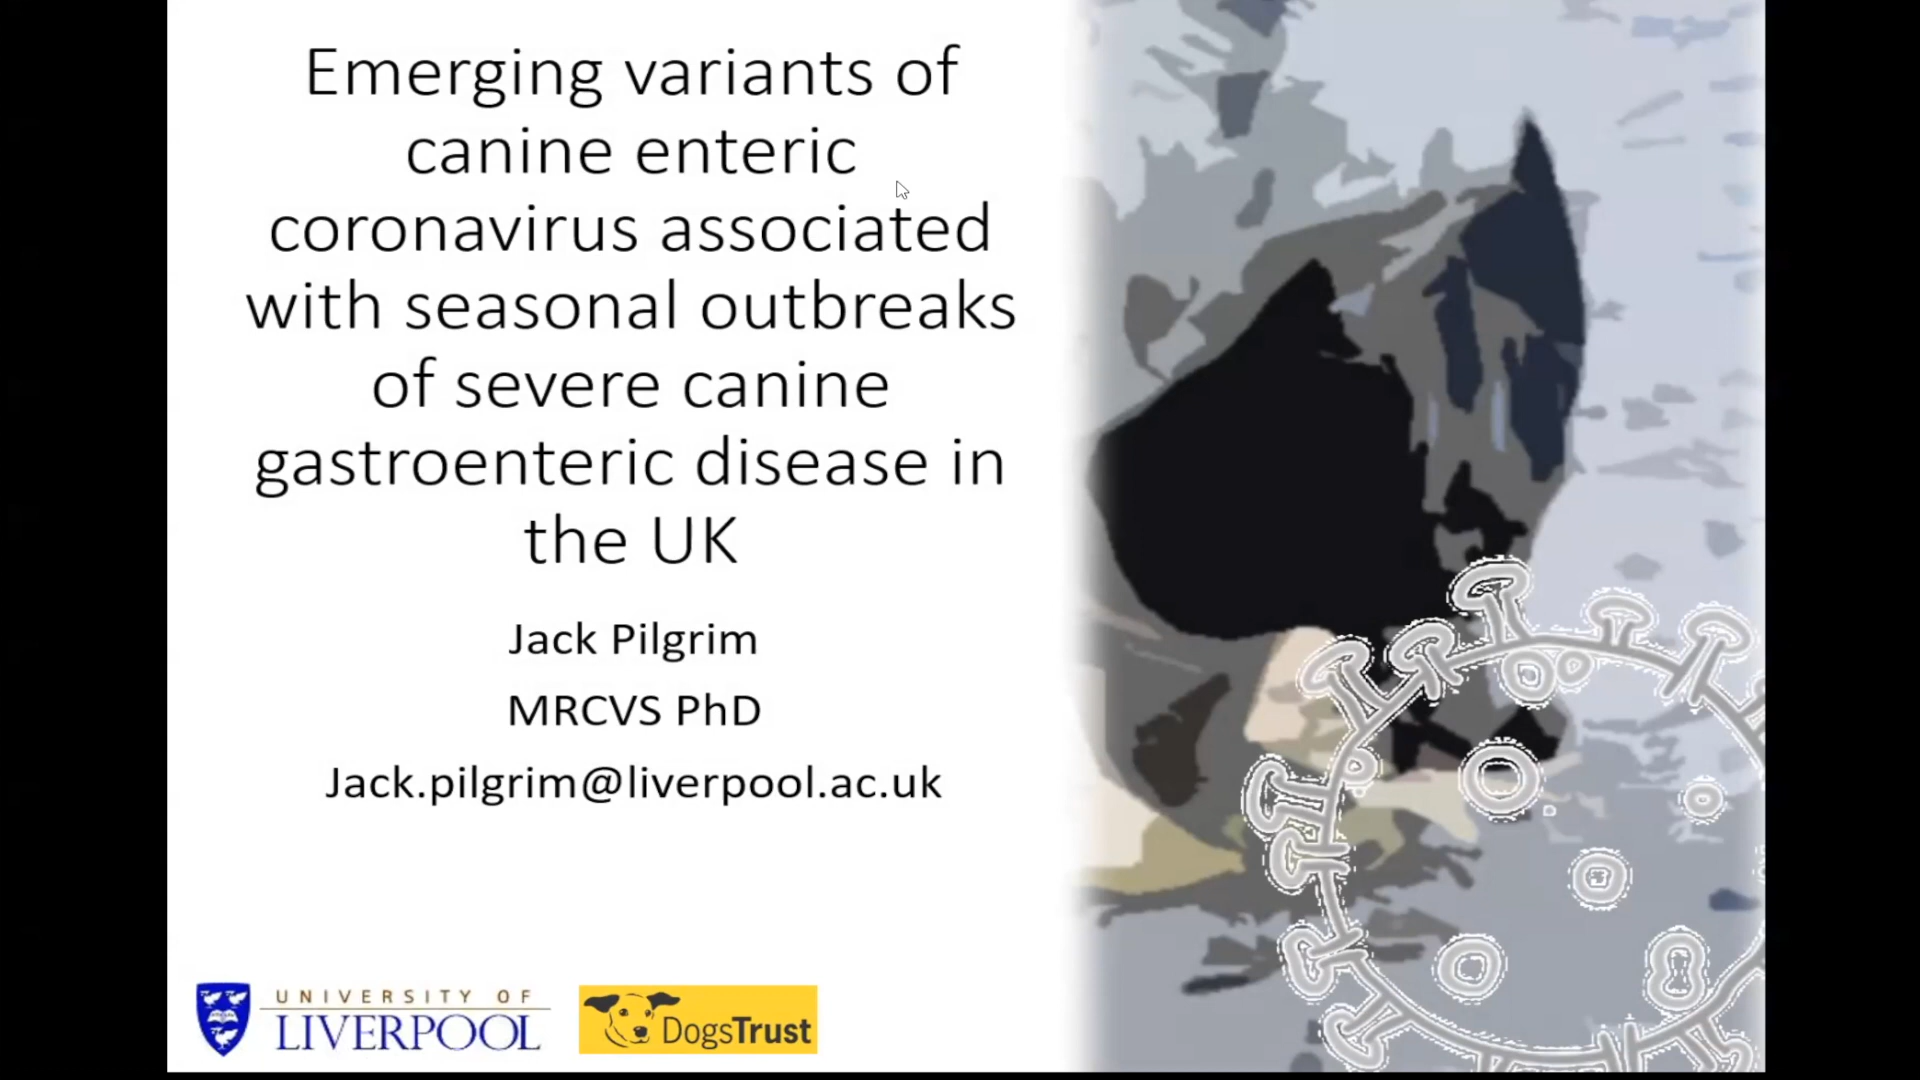 Emerging variants of
canine enteric
coronavirus associated
with seasonal outbreaks
of severe canine
gastroenteric disease in
the UK
Jack Pilgrim
MRCVS PhD
Jack.pilgrim@liverpool.ac.uk
UNIVERSITY OF
LIVERPOOL
DogsTrust